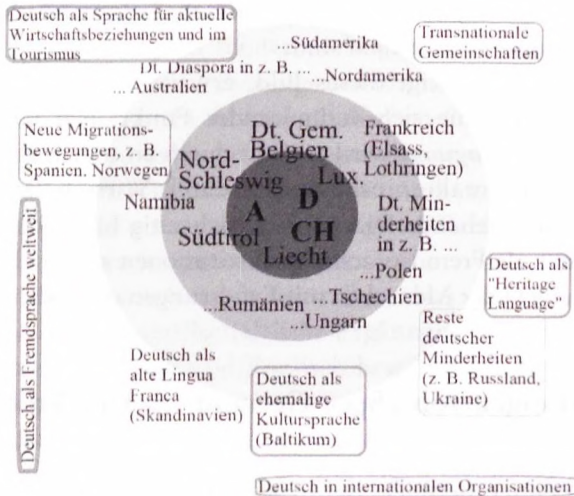 Deutsch als Sprache für aktuelle
Wirtschaftsbeziehungen und im
Tourismus
Transnationale
Gemeinschaften
...Südamerika
Dt. Diaspora in z. B. ...
...Nordamerika
... Australien
Neue Migrations-
bewegungen, z. B.
Spanien, Norwegen
Dt. Gem.
Belgien
Frankreich
(Elsass,
Lothringen)
Nord-
Schleswig
Lux.
Namibia
A
D
CH
Südtirol
Liecht.
Dt. Min-
derheiten
in z. B. ...
...Polen
...Tschechien
...Rumänien
...Ungarn
Deutsch als
"Heritage
Language"
Reste
deutscher
Minderheiten
(z. B. Russland,
Ukraine)
Deutsch als Fremdsprache weltweit
Deutsch als
alte Lingua
Franca
(Skandinavien)
Deutsch als
ehemalige
Kultursprache
(Baltikum)
Deutsch in internationalen Organisationen